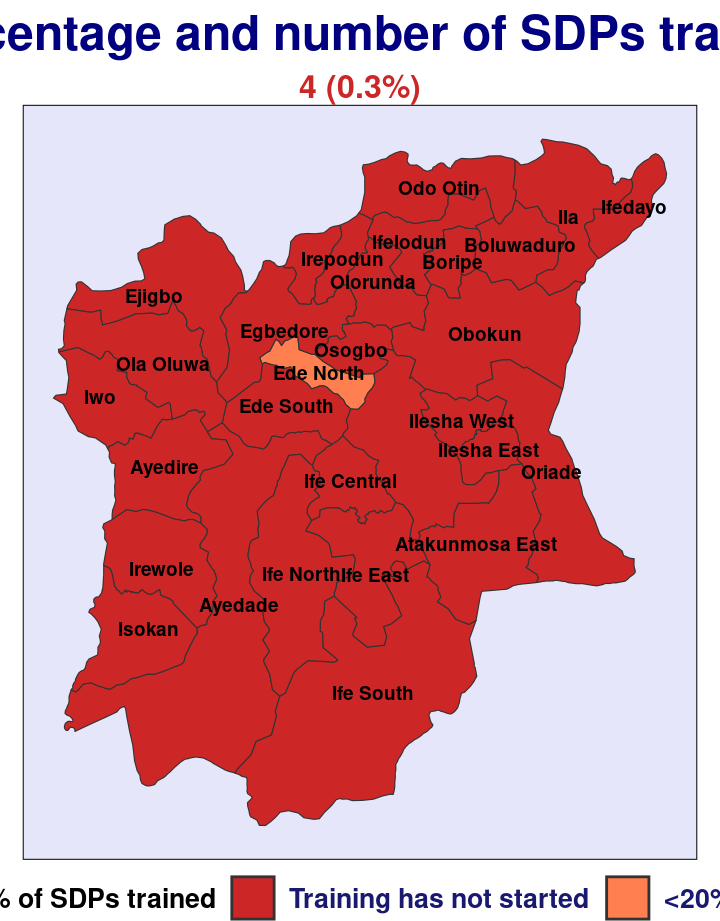 centage and number of SDPs tra
4 (0.3%)
Odo Otin
Ila
Ifedayo
Ifelodun
Boluwaduro
Irepodun
Boripe
Olorunda
Ejigbo
Egbedore
Obokun
Osogbo
Ola Oluwa
Ede North
Iwo
Ede South
Ilesha West
Ilesha East
Ayedire
Oriade
Ife Central
Atakunmosa East
Irewole
Ife North
Ife East
Ayedade
Isokan
Ife South
% of SDPs trained
Training has not started
<20%